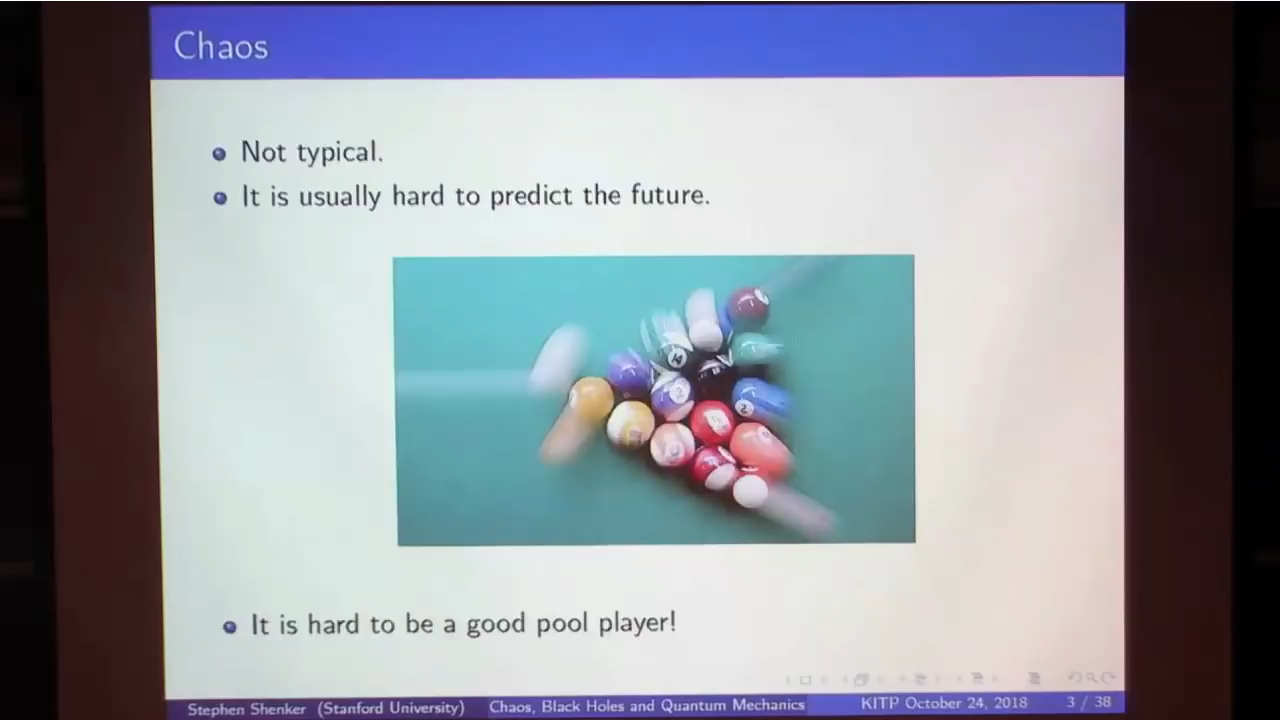 Chaos
Not typical.
It is usually hard to predict the future.
It is hard to be a good pool player!
Stephen Shenker (Stanford University) Chaos, Black Holes and Quantum Mechanics KITP October 24, 2018 3 / 38